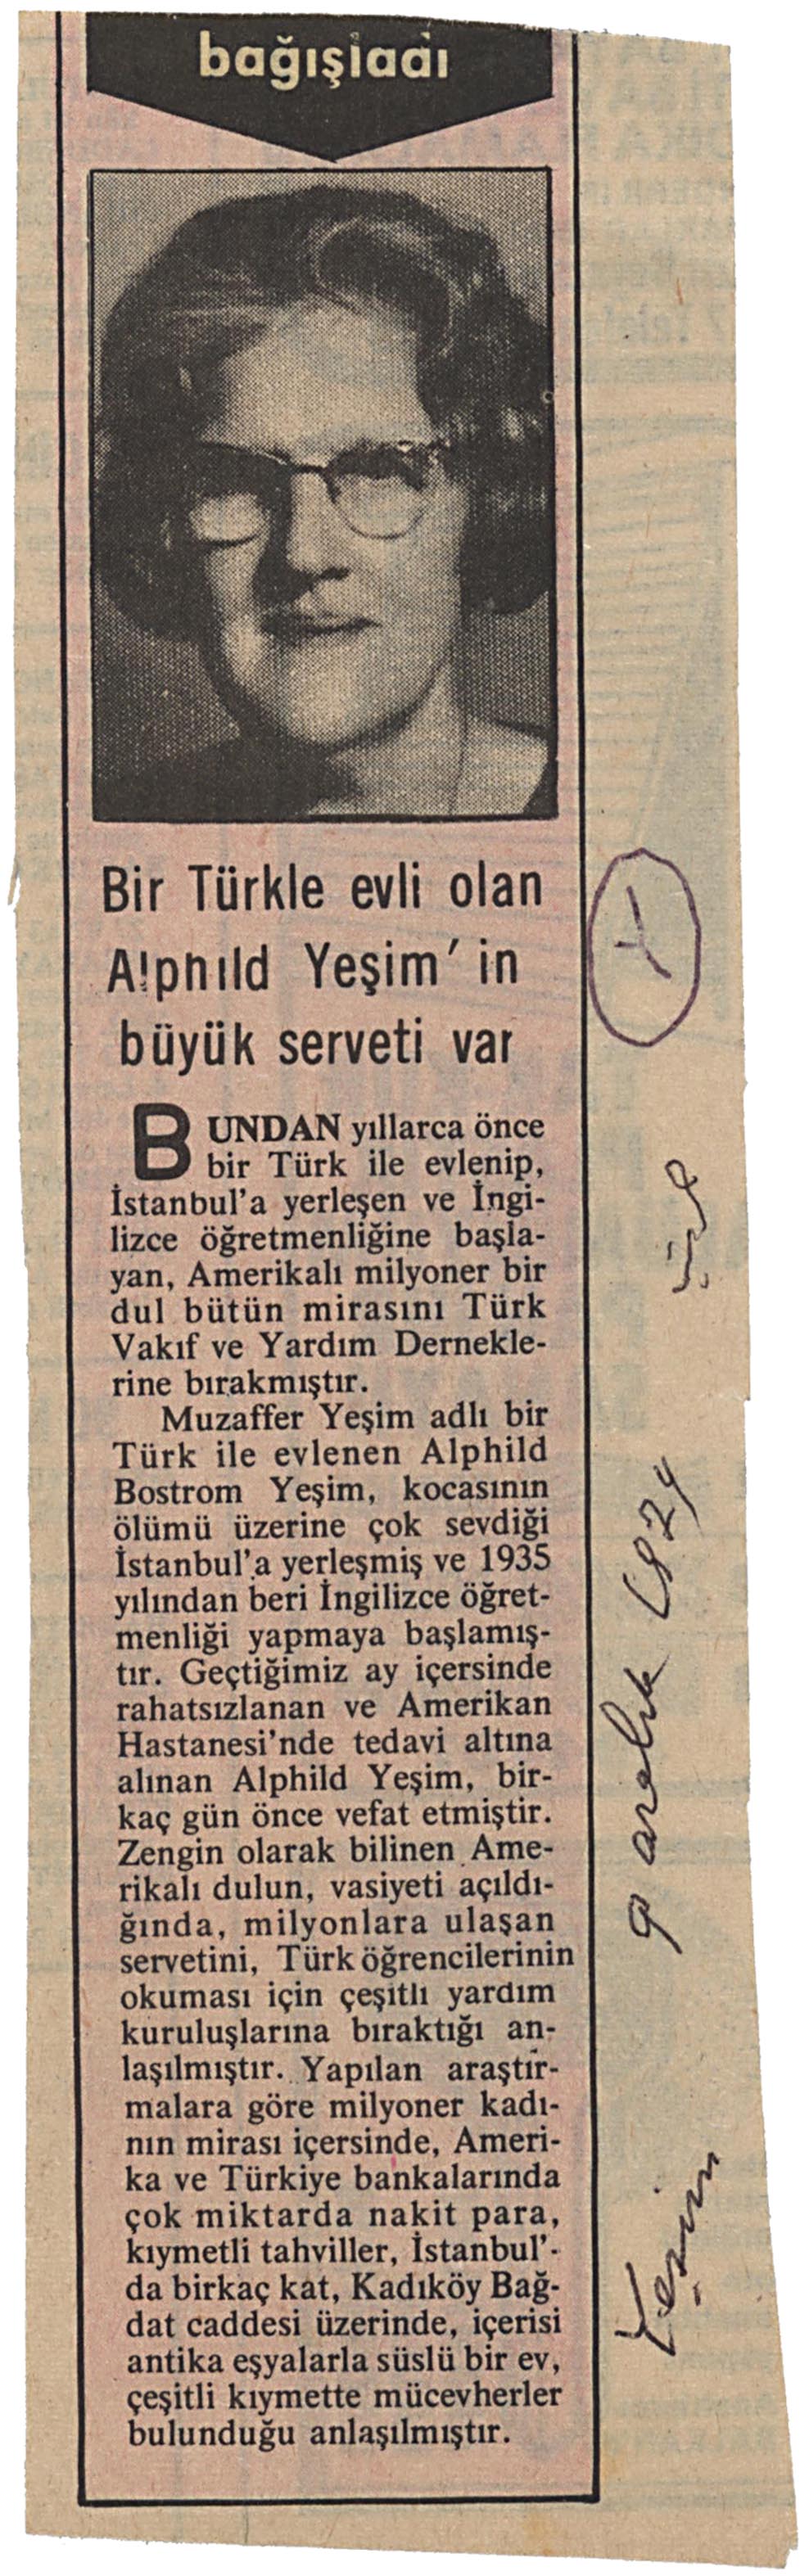 bağışladı
Bir Türkle evli olan
Alphıld Yeşim' in
büyük serveti var
BUNDAN yıllarca önce
bir Türk ile evlenip,
İstanbul'a yerleşen ve İngi-
lizce öğretmenliğine başla-
yan, Amerikalı milyoner bir
dul bütün mirasını Türk
Vakıf ve Yardım Dernekle-
rine bırakmıştır.
Muzaffer Yeşim adlı bir
Türk ile evlenen Alphild
Bostrom Yeşim, kocasının
ölümü üzerine çok sevdiği
İstanbul'a yerleşmiş ve 1935
yılından beri İngilizce öğret-
menliği yapmaya başlamış-
tır. Geçtiğimiz ay içersinde
rahatsızlanan ve Amerikan
Hastanesi'nde tedavi altına
alınan Alphild Yeşim, bir-
kaç gün önce vefat etmiştir.
Zengin olarak bilinen Ame-
rikalı dulun, vasiyeti açıldı-
ğında, milyonlara ulaşan
servetini, Türk öğrencilerinin
okuması için çeşitli yardım
kuruluşlarına bıraktığı an-
laşılmıştır. Yapılan araştır-
malara göre milyoner kadı-
nın mirası içersinde, Ameri-
ka ve Türkiye bankalarında
çok miktarda nakit para,
kıymetli tahviller, İstanbul'-
da birkaç kat, Kadıköy Bağ-
dat caddesi üzerinde, içerisi
antika eşyalarla süslü bir ev,
çeşitli kıymette mücevherler
bulunduğu anlaşılmıştır.
Y
Yeşim 9 aralık